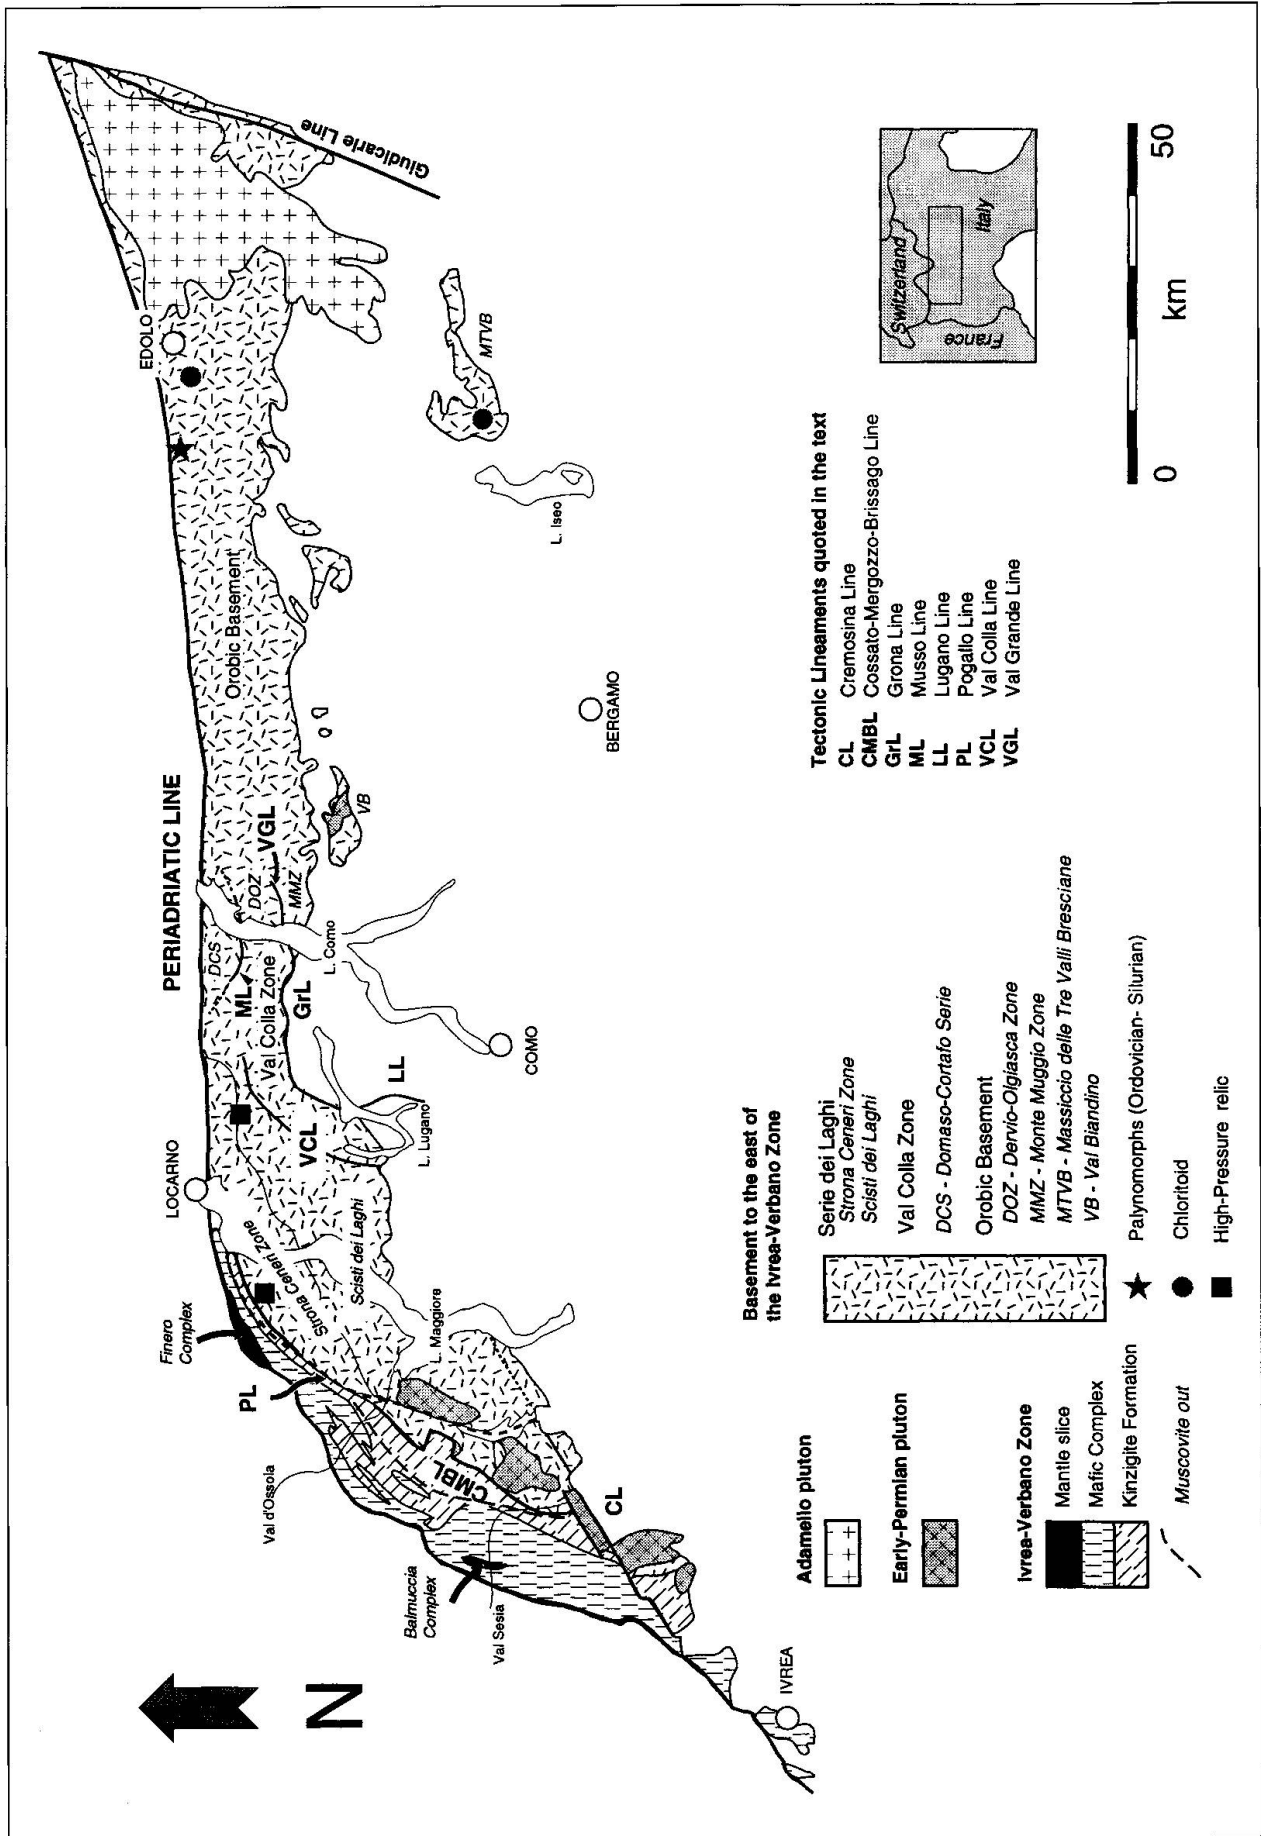 N
PERIADRATIC LINE
Giudicarie Line
EDOLO
Orobic Basement
MTVB
L. Iseo
BERGAMO
VB
VGL
DOZ
MMZ
DCS
ML
Val Colla Zone
GrL
L. Como
COMO
LL
L. Lugano
VCL
LOCARNO
Strona Ceneri Zone
Scisti dei Laghi
L. Maggiore
Finero
Complex
PL
Val d'Ossola
CMBL
CL
Balmuccia
Complex
Val Sesia
IVREA
Switzerland
France
Italy
0
km
50
Adamello pluton
Early-Permian pluton
Ivrea-Verbano Zone
Mantle slice
Mafic Complex
Kinzigite Formation
Muscovite out
Basement to the east of
the Ivrea-Verbano Zone
Serie dei Laghi
Strona Ceneri Zone
Scisti dei Laghi
Val Colla Zone
DCS - Domaso-Cortafo Serie
Orobic Basement
DOZ - Dervio-Olgiasca Zone
MMZ - Monte Muggio Zone
MTVB - Massiccio delle Tre Valli Bresciane
VB - Val Biandino
Palynomorphs (Ordovician- Silurian)
Chloritoid
High-Pressure relic
Tectonic Lineaments quoted in the text
CL Cremosina Line
CMBL Cossato-Mergozzo-Brissago Line
GrL Grona Line
ML Musso Line
LL Lugano Line
PL Pogallo Line
VCL Val Colla Line
VGL Val Grande Line